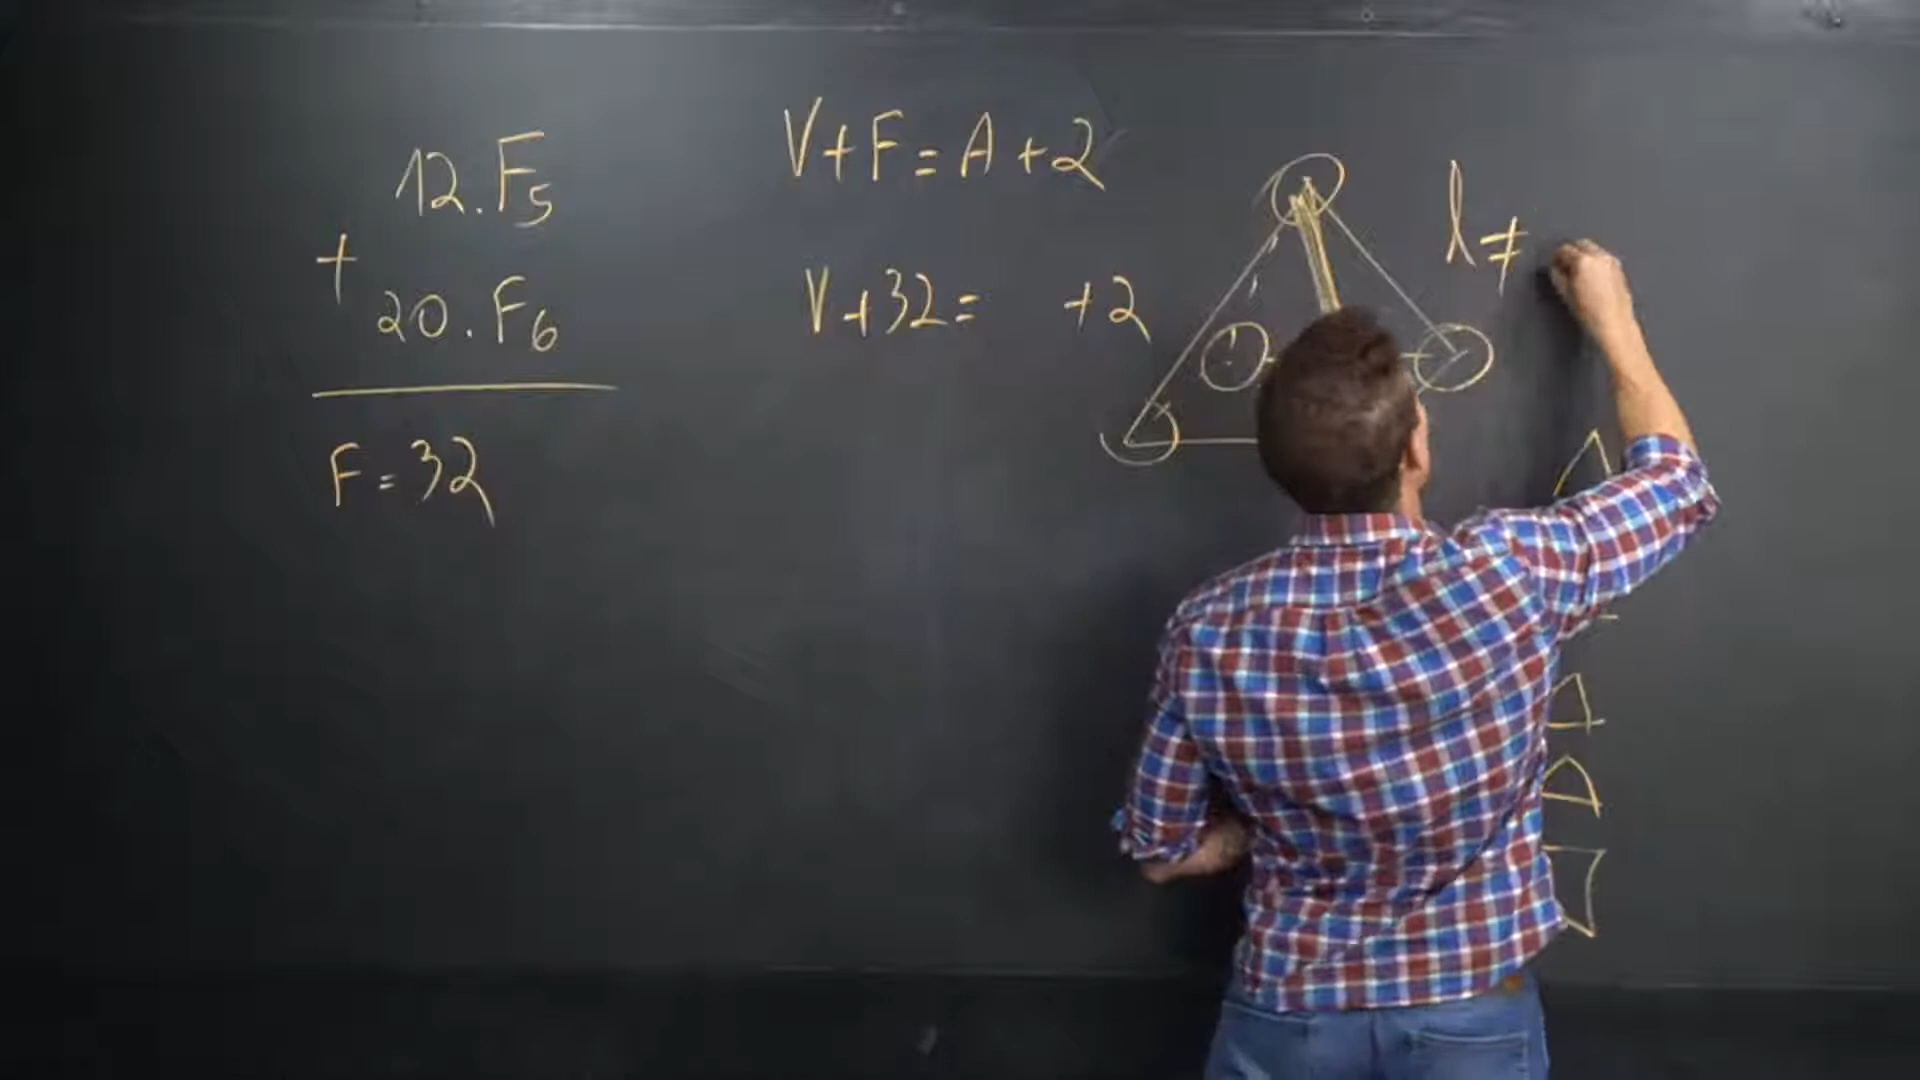 12.F₅
+
20.F₆
F=32
V+F=A+2
V+32= +2
l≠